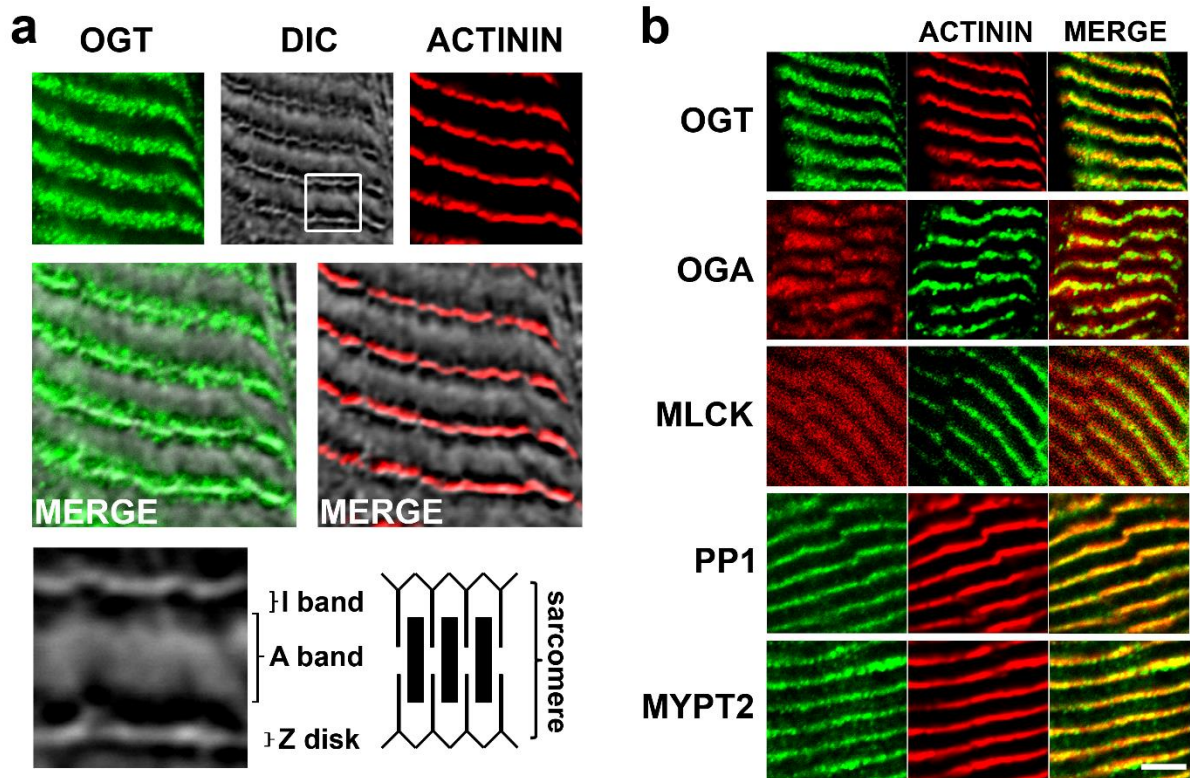 a
OGT DIC ACTININ
MERGE MERGE
I band
A band
Z disk
sarcomere
b
ACTININ MERGE
OGT
OGA
MLCK
PP1
MYPT2